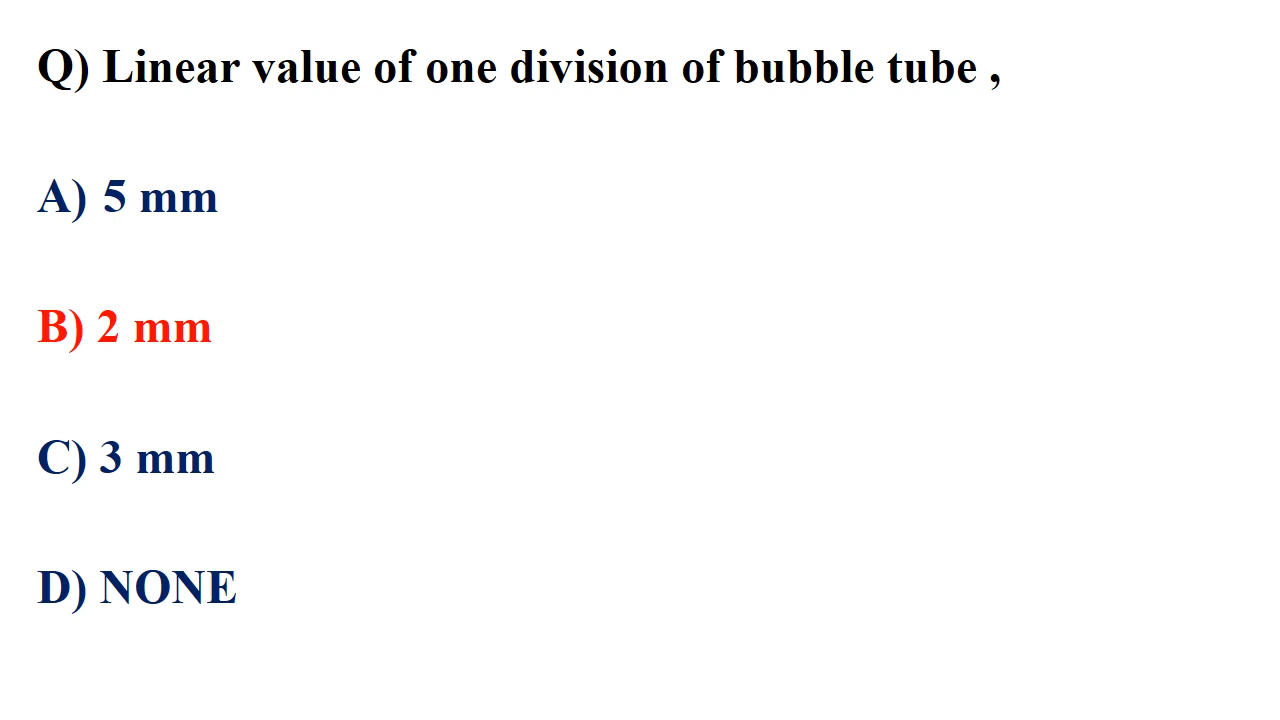 Q) Linear value of one division of bubble tube ,
A) 5 mm
B) 2 mm
C) 3 mm
D) NONE